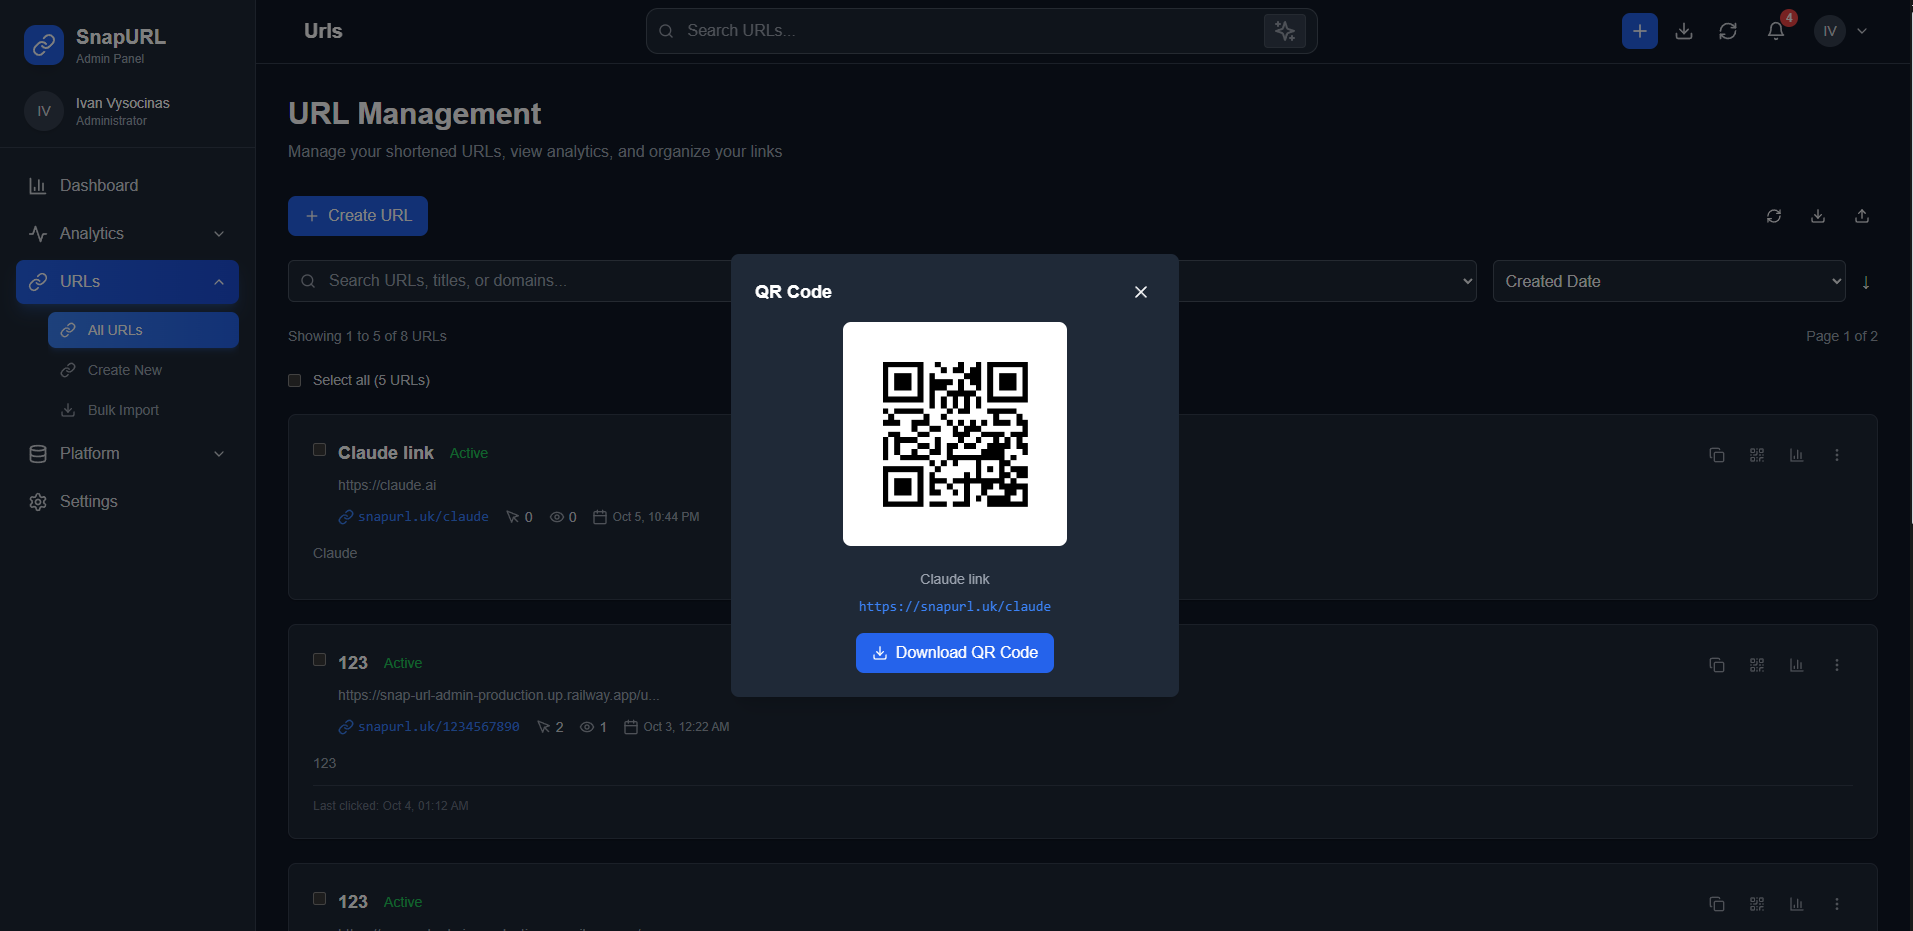 SnapURL
Admin Panel
IV
Ivan Vysocinas
Administrator
Dashboard
Analytics
URLs
All URLs
Create New
Bulk Import
Platform
Settings
Urls
Search URLs...
4
IV
URL Management
Manage your shortened URLs, view analytics, and organize your links
Create URL
Search URLs, titles, or domains...
Created Date
↓
Showing 1 to 5 of 8 URLs
Page 1 of 2
Select all (5 URLs)
Claude link Active
https://claude.ai
snapurl.uk/claude 0 0 Oct 5, 10:44 PM
Claude
123 Active
https://snap-url-admin-production.up.railway.app/u...
snapurl.uk/1234567890 2 1 Oct 3, 12:22 AM
123
Last clicked: Oct 4, 01:12 AM
123 Active
QR Code
Claude link
https://snapurl.uk/claude
Download QR Code